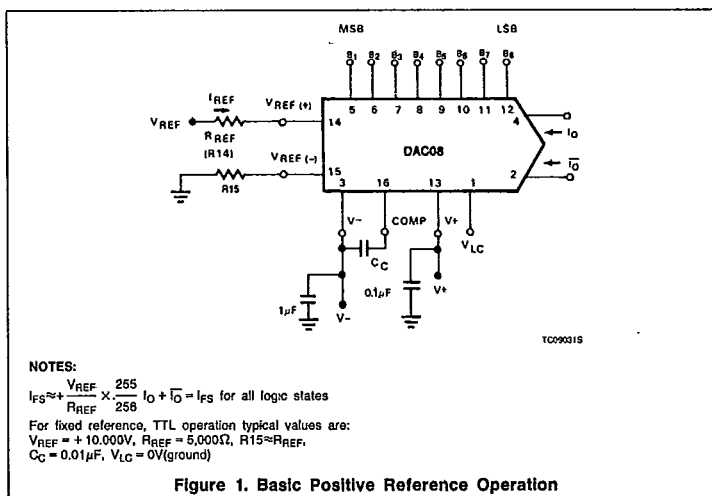 MSB LSB
B1 B2 B3 B4 B5 B6 B7 B8
5 6 7 8 9 10 11 12
IREF
VREF VREF (+) 14 4
RREF
(R14)
IO
DAC08
VREF (−) 15 2
IO
R15
3 16 13 1
V− COMP V+ VLC
CC
1μF 0.1μF
V− V+
TC09031S
NOTES:
IFS≈+ VREF/RREF × 255/256 IO + I̅O̅ = IFS for all logic states
For fixed reference, TTL operation typical values are:
VREF = + 10.000V, RREF = 5,000Ω, R15≈RREF,
CC = 0.01μF, VLC = 0V(ground)
Figure 1. Basic Positive Reference Operation